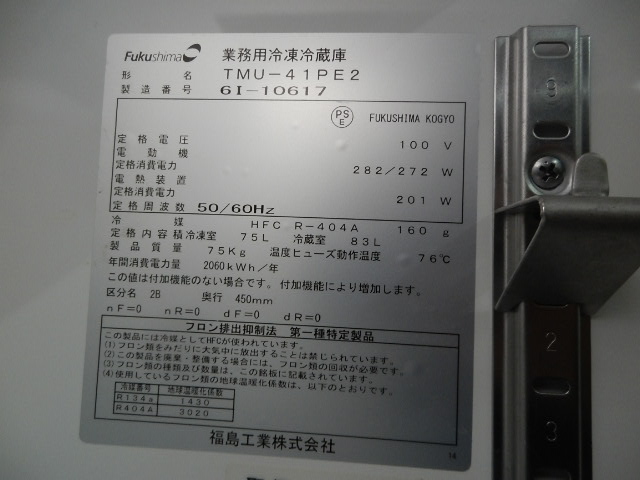 Fukushima 業務用冷凍冷蔵庫
形名 TMU-41PE2
製造番号 6I-10617
PSE FUKUSHIMA KOGYO
定格電圧 100 V
電動機
定格消費電力 282/272 W
電熱装置
定格消費電力 201 W
定格周波数 50/60Hz
冷媒 HFC R-404A 160 g
定格内容積 冷凍室 75L 冷蔵室 83L
製品質量 75Kg 温度ヒューズ動作温度 76℃
年間消費電力量 2060kWh/年
この値は付加機能のない場合です。付加機能により増加します。
区分名 2B 奥行 450mm
nF=0 nR=0 dF=0 dR=0
フロン排出抑制法 第一種特定製品
この製品には冷媒としてHFCが使われています。
(1) フロン類をみだりに大気中に放出することは禁じられています。
(2) この製品を廃棄・整備する場合には、フロン類の回収が必要です。
(3) フロン類の種類及び数量は、この銘板に記載されています。
(4) 使用しているフロン類の地球温暖化係数は、以下のとおりです。
冷媒番号 地球温暖化係数
R134a 1430
R404A 3020
福島工業株式会社
14
2
3